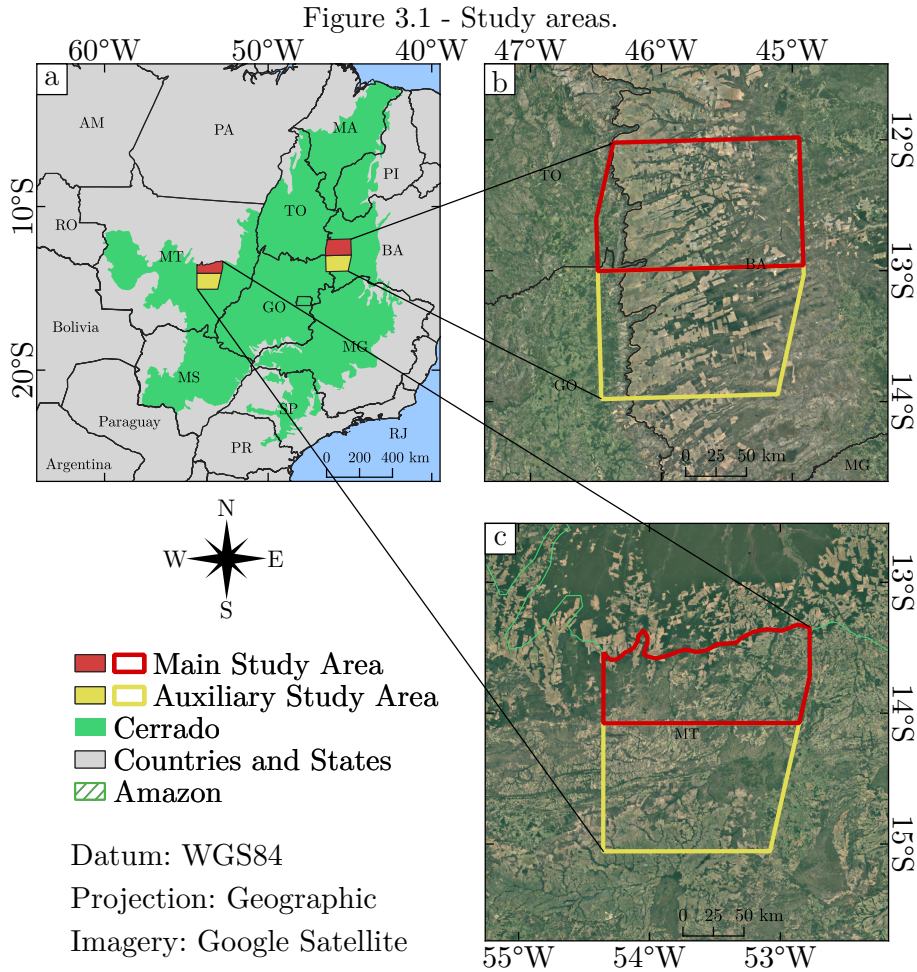 Figure 3.1 - Study areas.
60°W 50°W 40°W
47°W 46°W 45°W
a
b
AM
PA
MA
PI
12°S
TO
10°S
RO
TO
BA
MT
BA
13°S
GO
Bolivia
MG
20°S
MS
GO
14°S
SP
Paraguay
RJ
PR
Argentina
0 200 400 km
0 25 50 km
MG
N
W E
S
c
13°S
Main Study Area
Auxiliary Study Area
Cerrado
Countries and States
Amazon
14°S
MT
15°S
Datum: WGS84
Projection: Geographic
Imagery: Google Satellite
0 25 50 km
55°W 54°W 53°W